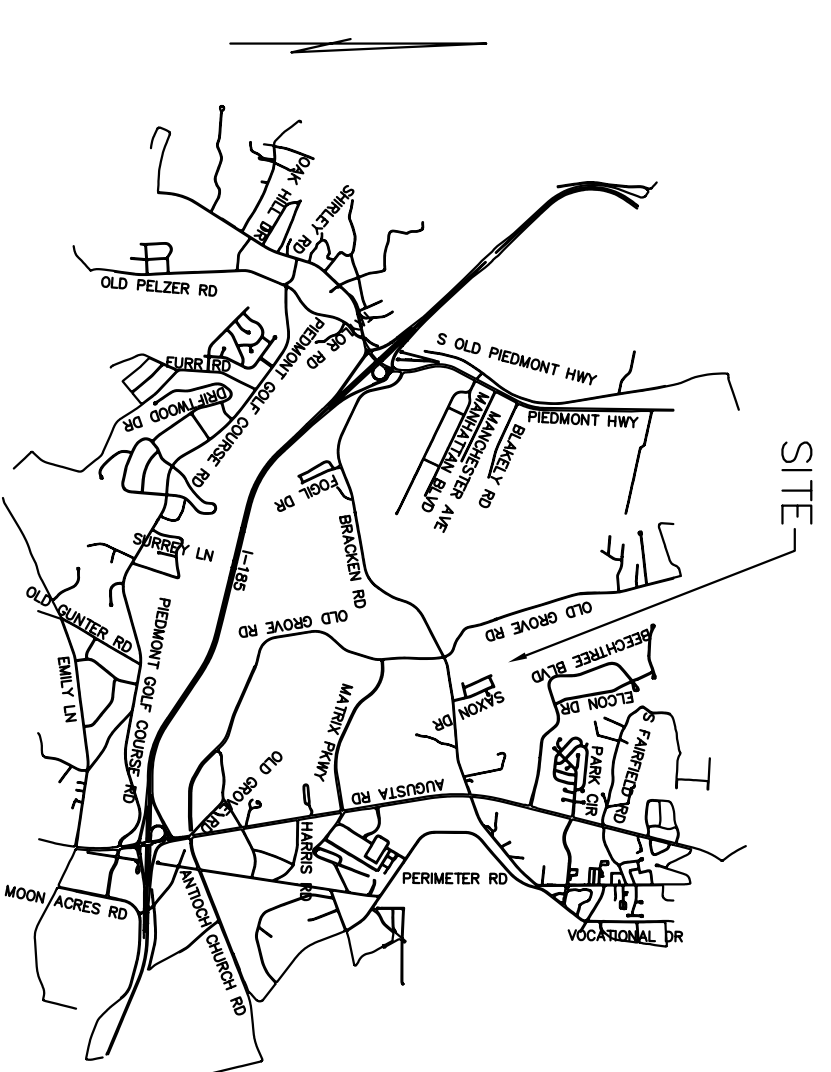 SITE
OAK HILL DR
SHIRLEY RD
OLD PELZER RD
PIEDMONT GOLF COURSE RD
S OLD PIEDMONT HWY
PIEDMONT HWY
FURR RD
DRIFTWOOD DR
MANHATTAN BLVD
MANCHESTER AVE
BLAKELY RD
FOGIL DR
BRACKEN RD
SURREY LN
I-185
OLD GUNTER RD
EMILY LN
PIEDMONT GOLF COURSE RD
OLD GROVE RD
OLD GROVE RD
BEECHTREE BLVD
ELCON DR
SAXON DR
MATRIX PKWY
S FAIRFIELD RD
PARK CIR
OLD GROVE RD
AUGUSTA RD
HARRIS RD
PERIMETER RD
MOON ACRES RD
ANTIOCH CHURCH RD
VOCATIONAL DR